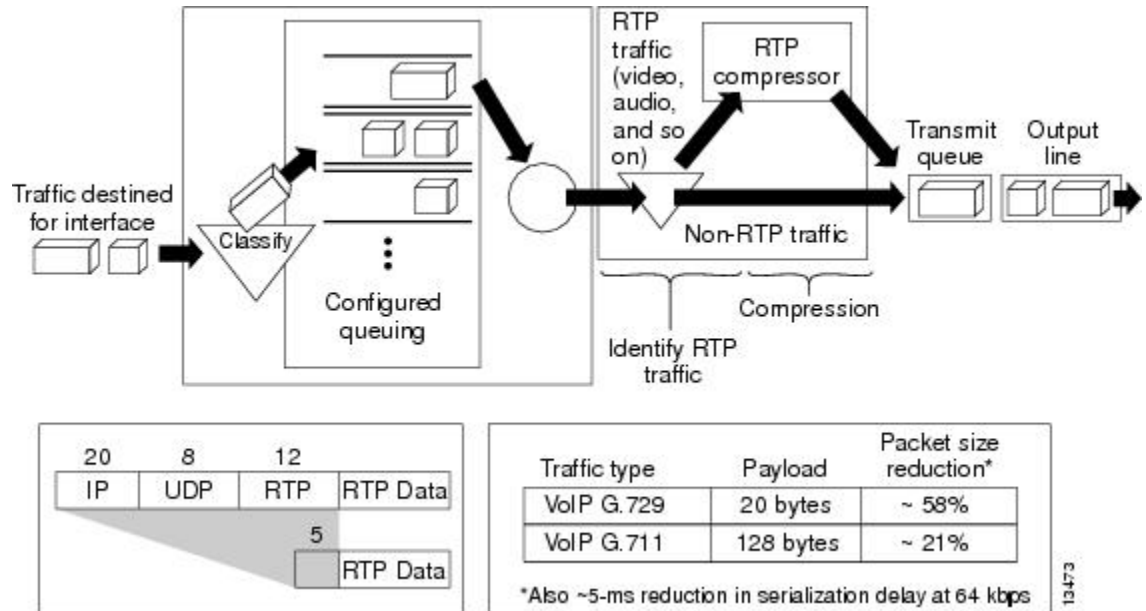 Traffic destined
for interface
Classify
Configured
queuing
RTP
traffic
(video,
audio,
and so
on)
RTP
compressor
Non-RTP traffic
Transmit
queue
Output
line
Identify RTP
traffic
Compression
20 8 12
IP UDP RTP RTP Data
5
RTP Data
Traffic type Payload Packet size
reduction*
VoIP G.729 20 bytes ~ 58%
VoIP G.711 128 bytes ~ 21%
*Also ~5-ms reduction in serialization delay at 64 kbps
13473